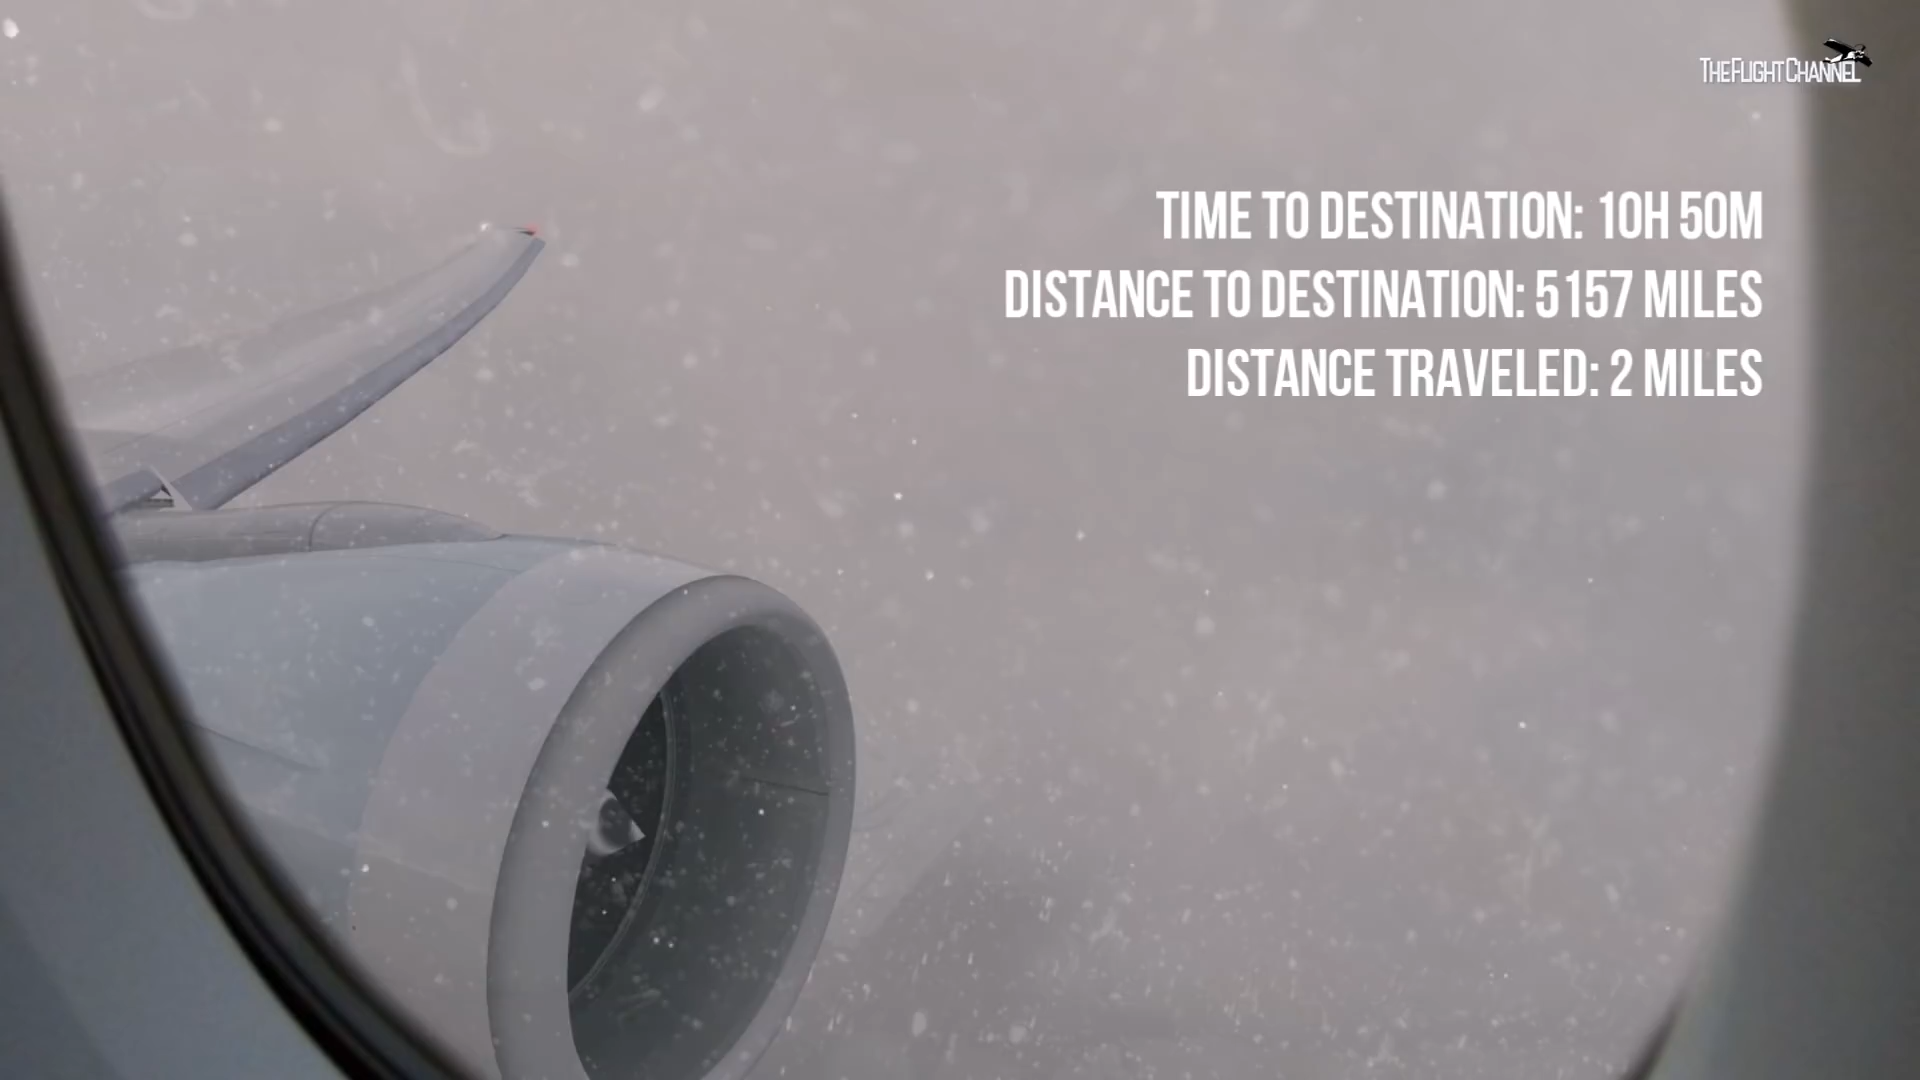 TheFlightChannel
TIME TO DESTINATION: 10H 50M
DISTANCE TO DESTINATION: 5157 MILES
DISTANCE TRAVELED: 2 MILES